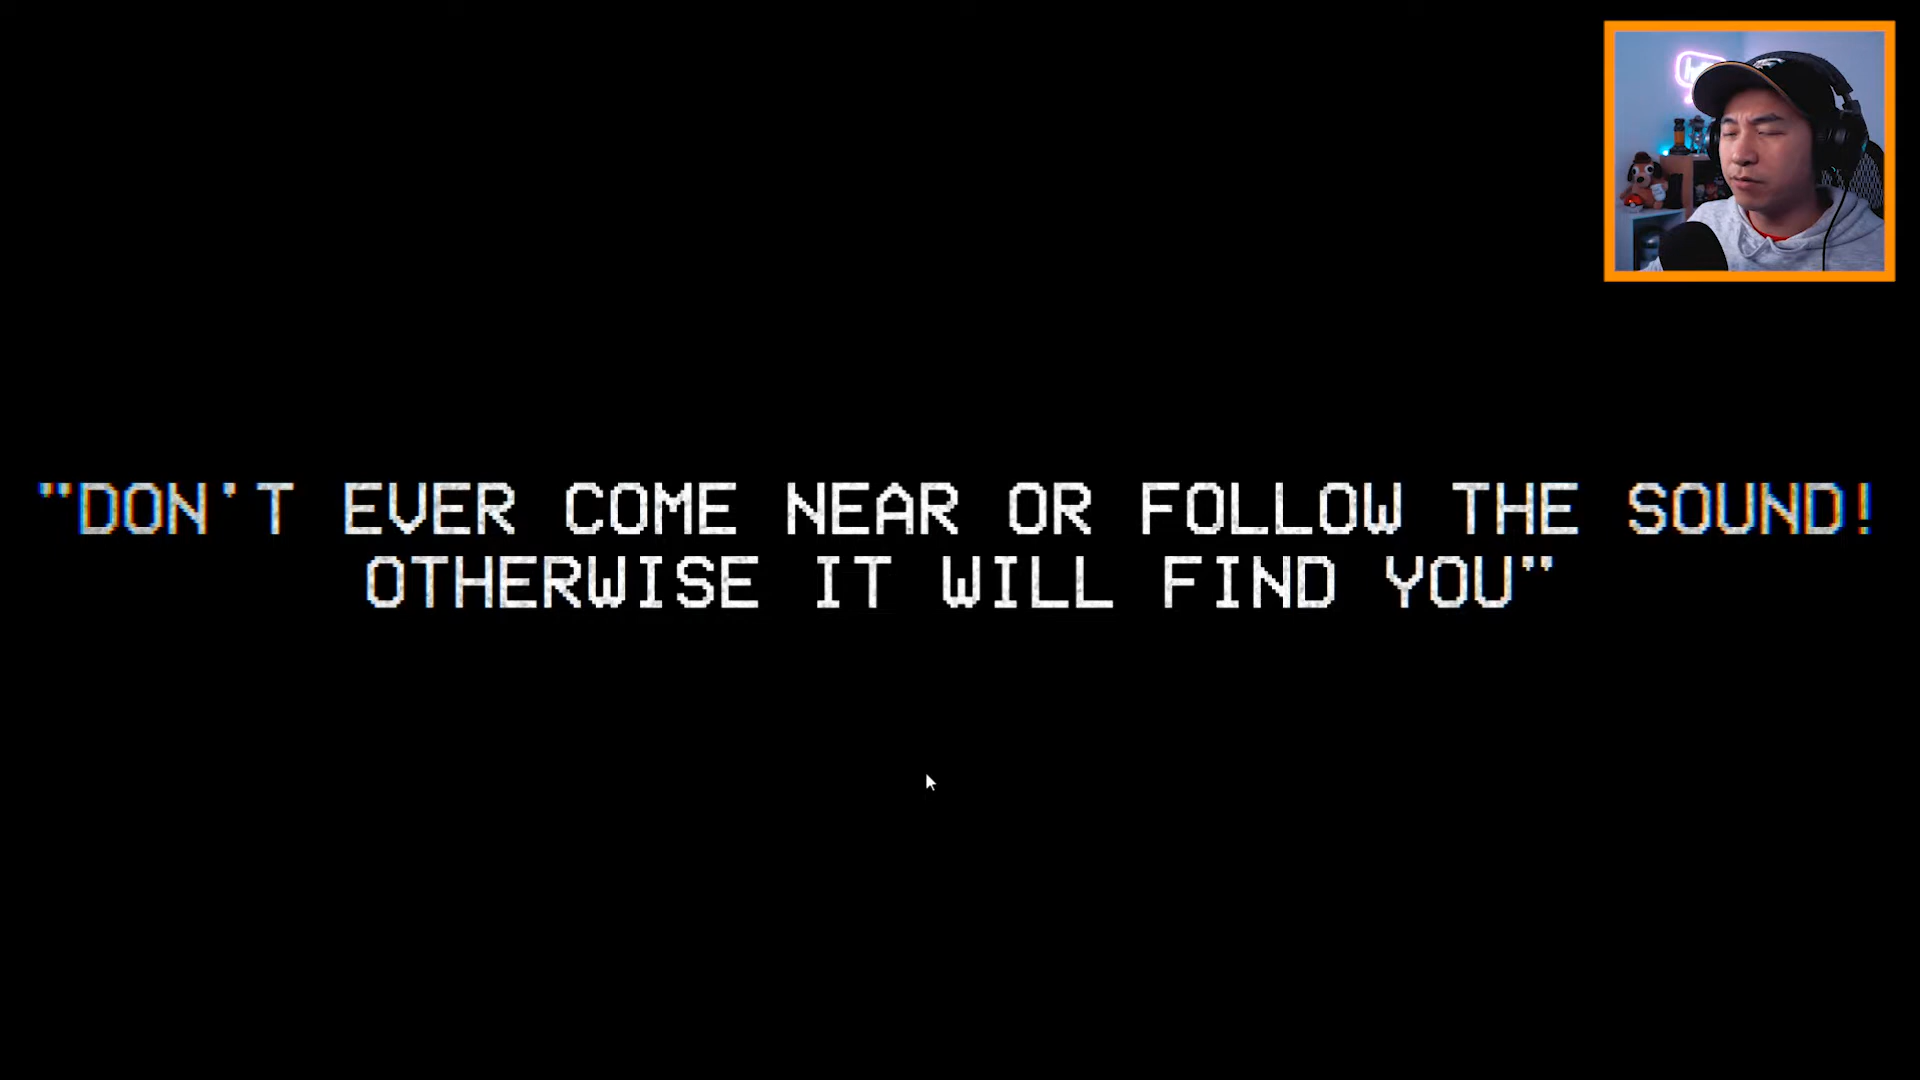 "DON'T EVER COME NEAR OR FOLLOW THE SOUND!
OTHERWISE IT WILL FIND YOU"